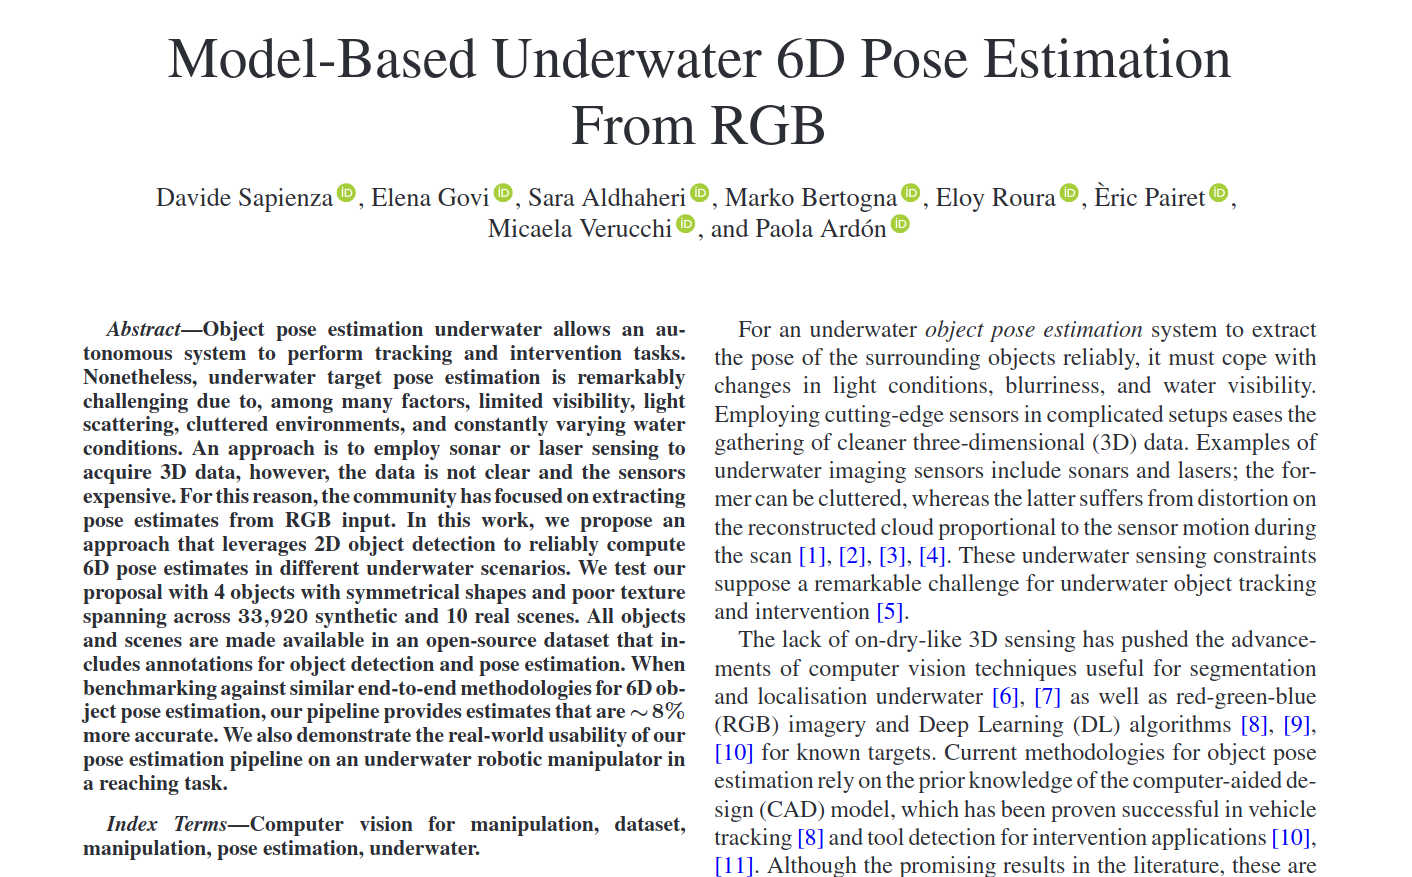 Model-Based Underwater 6D Pose Estimation
From RGB
Davide Sapienza iD, Elena Govi iD, Sara Aldhaheri iD, Marko Bertogna iD, Eloy Roura iD, Èric Pairet iD,
Micaela Verucchi iD, and Paola Ardón iD
Abstract—Object pose estimation underwater allows an au-
tonomous system to perform tracking and intervention tasks.
Nonetheless, underwater target pose estimation is remarkably
challenging due to, among many factors, limited visibility, light
scattering, cluttered environments, and constantly varying water
conditions. An approach is to employ sonar or laser sensing to
acquire 3D data, however, the data is not clear and the sensors
expensive. For this reason, the community has focused on extracting
pose estimates from RGB input. In this work, we propose an
approach that leverages 2D object detection to reliably compute
6D pose estimates in different underwater scenarios. We test our
proposal with 4 objects with symmetrical shapes and poor texture
spanning across 33,920 synthetic and 10 real scenes. All objects
and scenes are made available in an open-source dataset that in-
cludes annotations for object detection and pose estimation. When
benchmarking against similar end-to-end methodologies for 6D ob-
ject pose estimation, our pipeline provides estimates that are ∼8%
more accurate. We also demonstrate the real-world usability of our
pose estimation pipeline on an underwater robotic manipulator in
a reaching task.
Index Terms—Computer vision for manipulation, dataset,
manipulation, pose estimation, underwater.
For an underwater object pose estimation system to extract
the pose of the surrounding objects reliably, it must cope with
changes in light conditions, blurriness, and water visibility.
Employing cutting-edge sensors in complicated setups eases the
gathering of cleaner three-dimensional (3D) data. Examples of
underwater imaging sensors include sonars and lasers; the for-
mer can be cluttered, whereas the latter suffers from distortion on
the reconstructed cloud proportional to the sensor motion during
the scan [1], [2], [3], [4]. These underwater sensing constraints
suppose a remarkable challenge for underwater object tracking
and intervention [5].
The lack of on-dry-like 3D sensing has pushed the advance-
ments of computer vision techniques useful for segmentation
and localisation underwater [6], [7] as well as red-green-blue
(RGB) imagery and Deep Learning (DL) algorithms [8], [9],
[10] for known targets. Current methodologies for object pose
estimation rely on the prior knowledge of the computer-aided de-
sign (CAD) model, which has been proven successful in vehicle
tracking [8] and tool detection for intervention applications [10],
[11]. Although the promising results in the literature, these are